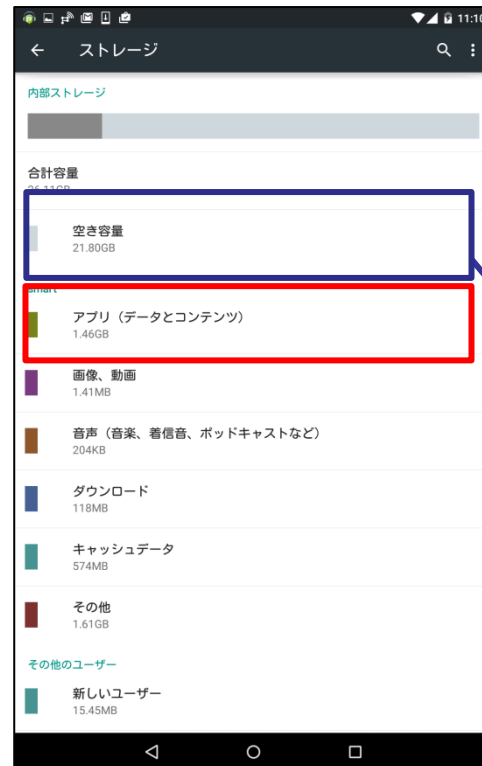 11:10
ストレージ
内部ストレージ
合計容量
26.11GB
空き容量
21.80GB
smart
アプリ（データとコンテンツ）
1.46GB
画像、動画
1.41MB
音声（音楽、着信音、ポッドキャストなど）
204KB
ダウンロード
118MB
キャッシュデータ
574MB
その他
1.61GB
その他のユーザー
新しいユーザー
15.45MB